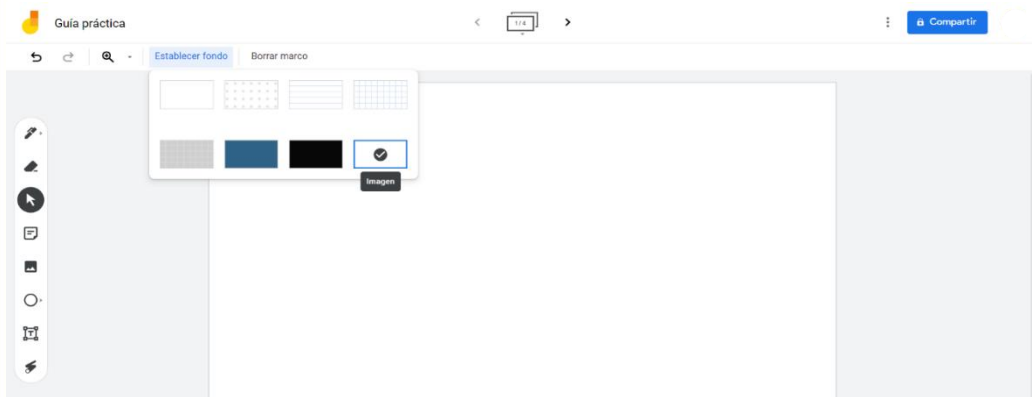 Guía práctica
1/4
Compartir
Establecer fondo
Borrar marco
Imagen
T